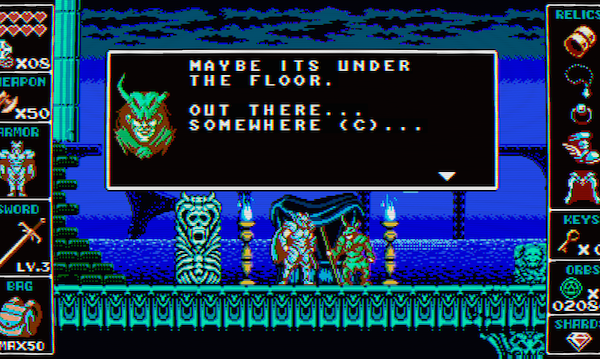 MAYBE ITS UNDER
THE FLOOR.
OUT THERE...
SOMEWHERE (C)...
X08
WEAPON
X50
ARMOR
SWORD
LV.3
BAG
MAX50
RELICS
KEYS
X
ORBS
X
0208
SHARDS